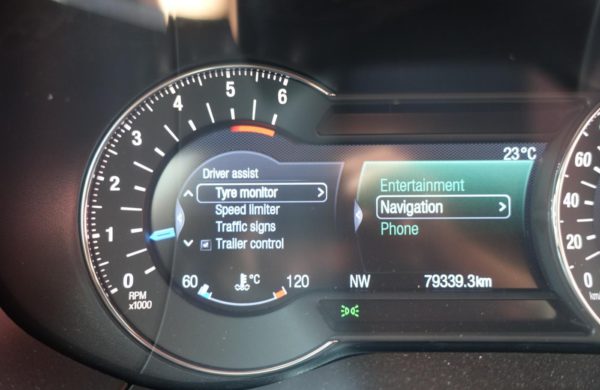 0
1
2
3
4
5
6
RPM
x1000
Driver assist
Tyre monitor >
Speed limiter
Traffic signs
Trailer control
60 °C 120
23°C
Entertainment
Navigation >
Phone
NW 79339.3km
60
40
20
0